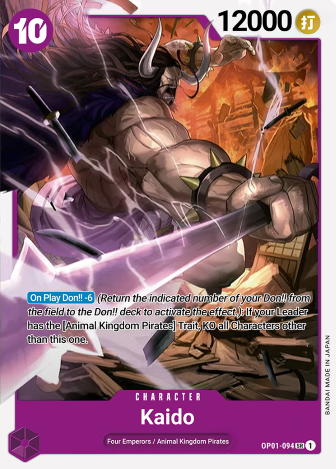 10
12000
打
On Play Don!! -6 (Return the indicated number of your Don!! from
the field to the Don!! deck to activate the effect.): If your Leader
has the [Animal Kingdom Pirates] Trait, KO all Characters other
than this one.
BANDAI MADE IN JAPAN
CHARACTER
Kaido
Four Emperors / Animal Kingdom Pirates
OP01-094 SR 1